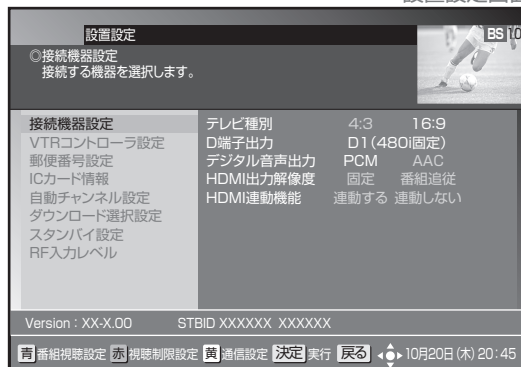 設置設定
◎接続機器設定
接続する機器を選択します。
BS 10
接続機器設定
VTRコントローラ設定
郵便番号設定
ICカード情報
自動チャンネル設定
ダウンロード選択設定
スタンバイ設定
RF入力レベル
テレビ種別 4:3 16:9
D端子出力 D1(480i固定)
デジタル音声出力 PCM AAC
HDMI出力解像度 固定 番組追従
HDMI連動機能 連動する 連動しない
Version : XX-X.00 STBID XXXXXX XXXXXX
青 番組視聴設定 赤 視聴制限設定 黄 通信設定 決定 実行 戻る 10月20日(木)20:45